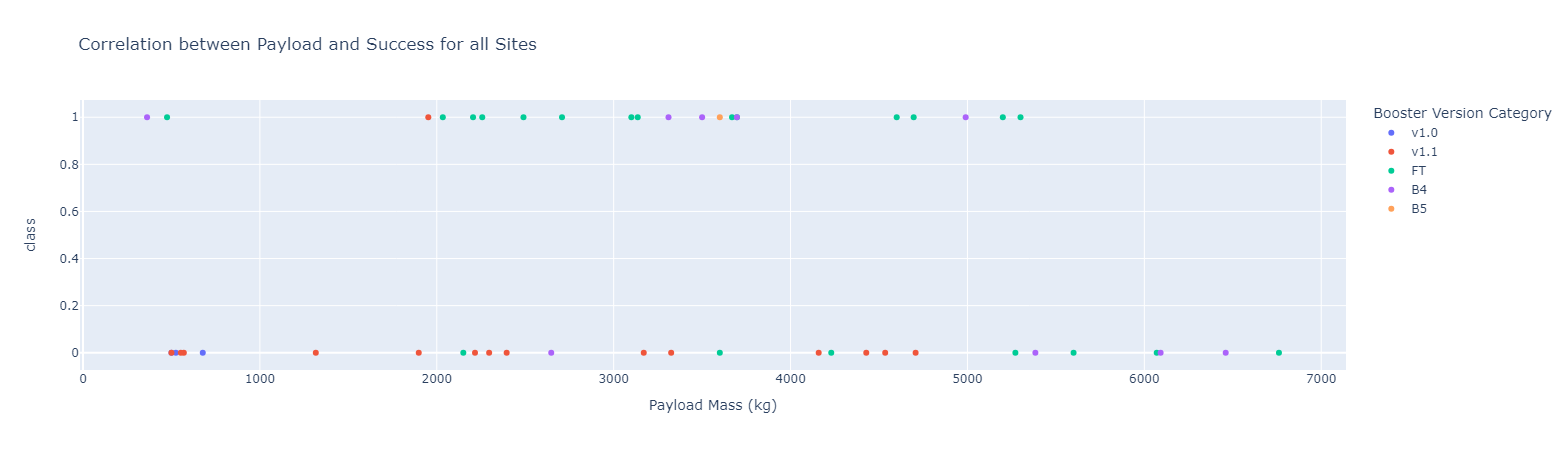 Correlation between Payload and Success for all Sites
1
0.8
0.6
0.4
0.2
0
class
0 1000 2000 3000 4000 5000 6000 7000
Payload Mass (kg)
Booster Version Category
v1.0
v1.1
FT
B4
B5